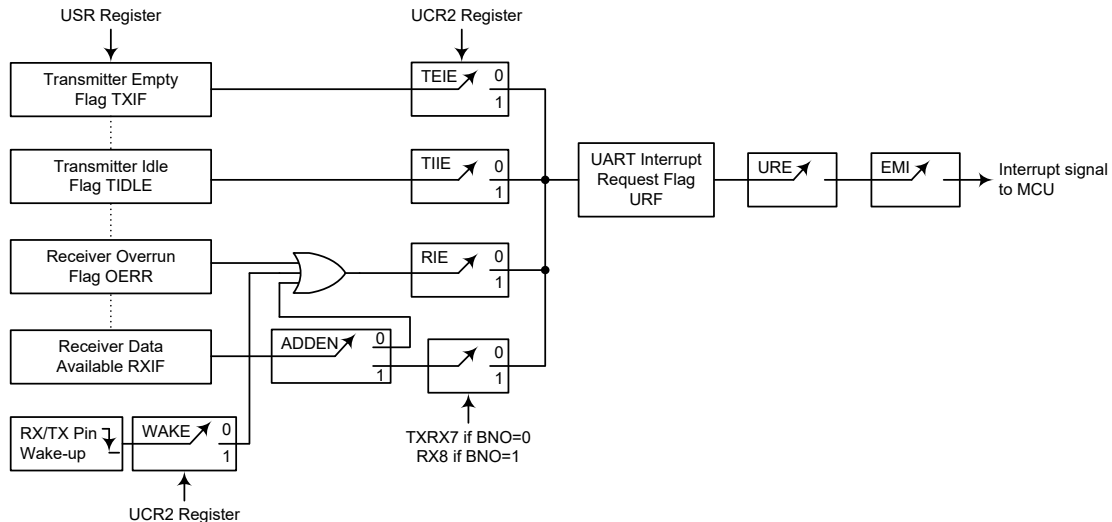 USR Register
UCR2 Register
Transmitter Empty
Flag TXIF
TEIE
0
1
Transmitter Idle
Flag TIDLE
TIIE
0
1
UART Interrupt
Request Flag
URF
URE
EMI
Interrupt signal
to MCU
Receiver Overrun
Flag OERR
RIE
0
1
Receiver Data
Available RXIF
ADDEN
0
1
0
1
RX/TX Pin
Wake-up
WAKE
0
1
TXRX7 if BNO=0
RX8 if BNO=1
UCR2 Register